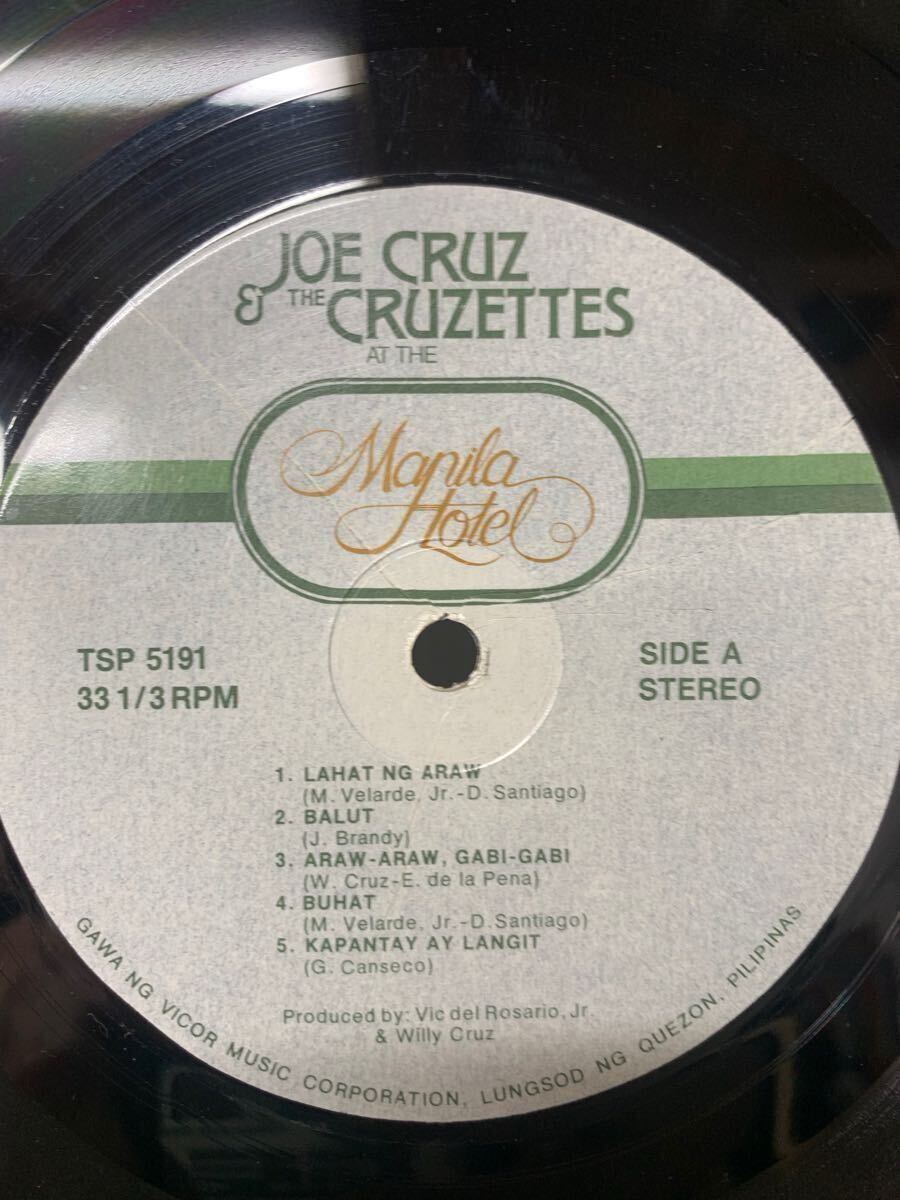 JOE CRUZ
& THE CRUZETTES
AT THE
Manila
Hotel
TSP 5191
33 1/3 RPM
SIDE A
STEREO
1. LAHAT NG ARAW
(M. Velarde, Jr.-D. Santiago)
2. BALUT
(J. Brandy)
3. ARAW-ARAW, GABI-GABI
(W. Cruz-E. de la Pena)
4. BUHAT
(M. Velarde, Jr.-D. Santiago)
5. KAPANTAY AY LANGIT
(G. Canseco)
Produced by: Vic del Rosario, Jr.
& Willy Cruz
GAWA NG VICOR MUSIC CORPORATION, LUNGSOD NG QUEZON, PILIPINAS